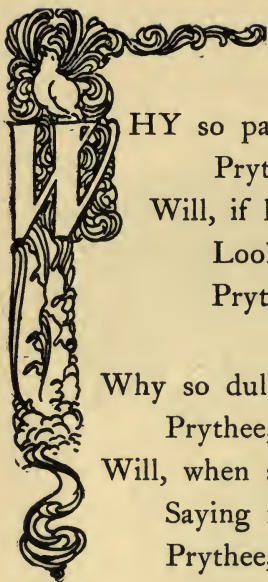 WHY so pa
Pryt
Will, if
Loo
Pryt
Why so dul
Prythee,
Will, when s
Saying
Prythee,